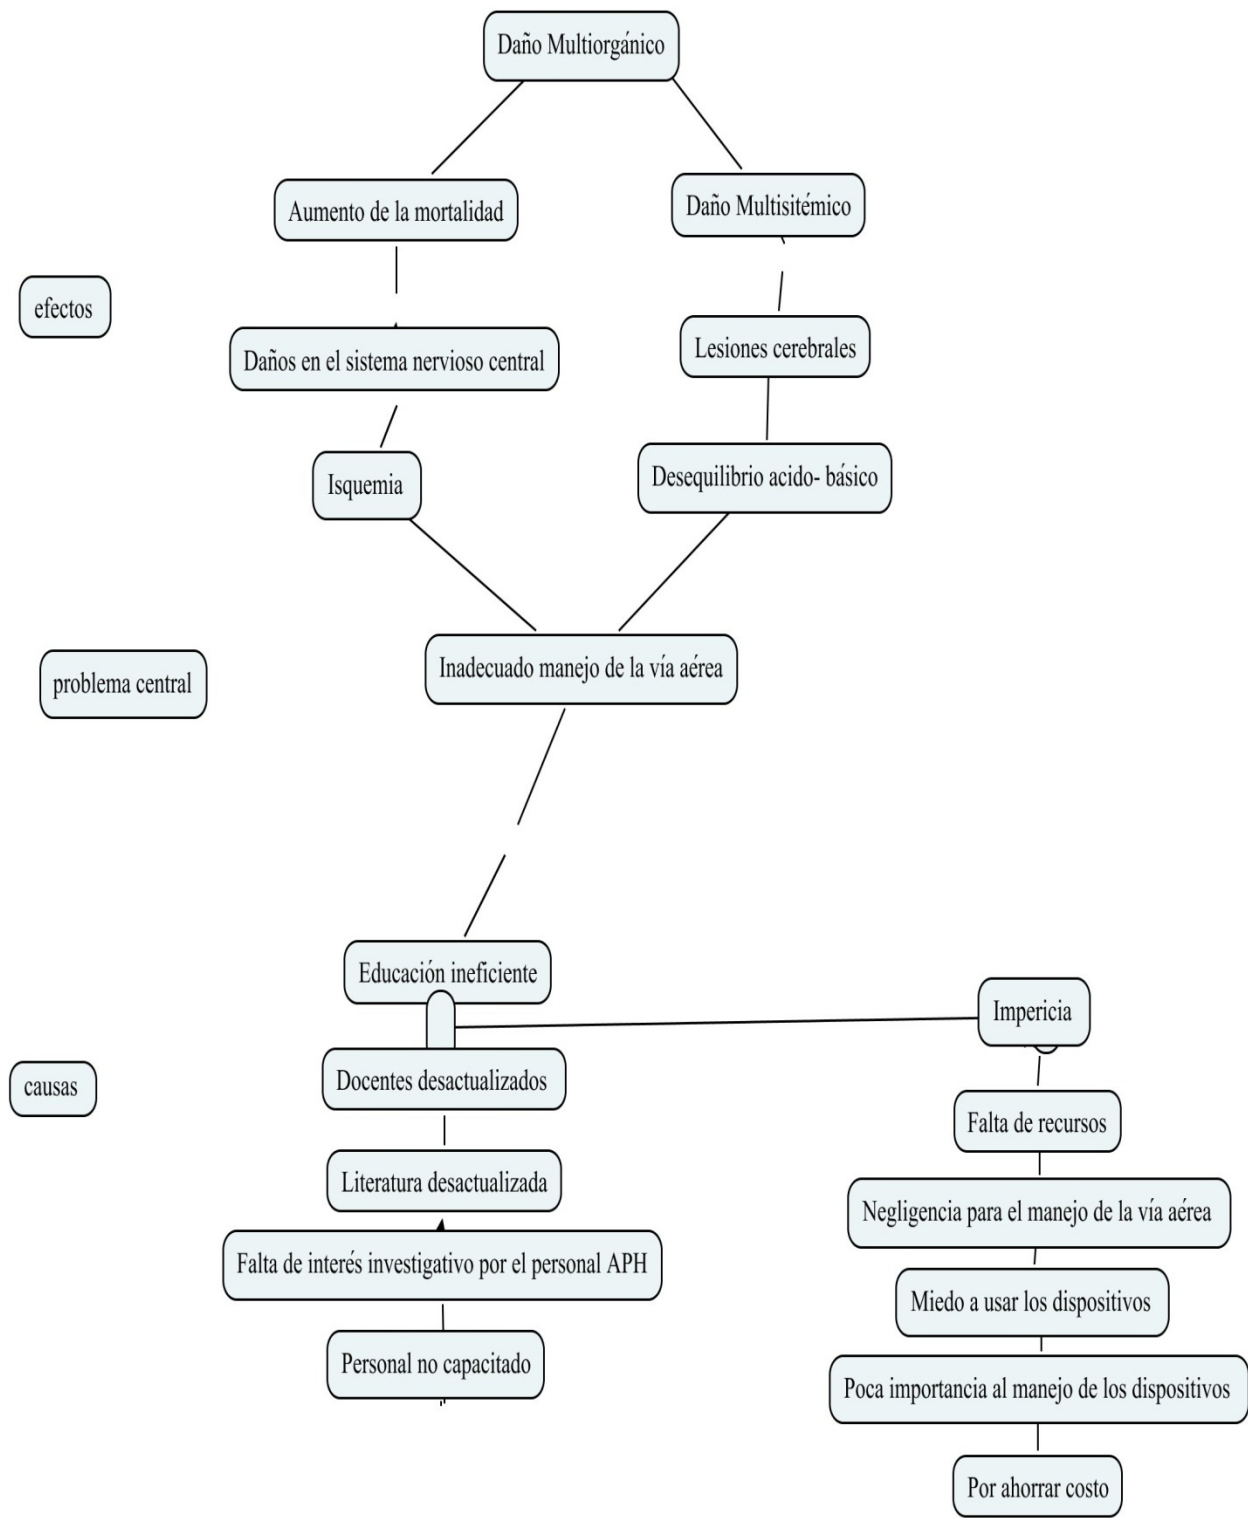 Daño Multiorgánico
Aumento de la mortalidad
Daño Multisitémico
efectos
Daños en el sistema nervioso central
Lesiones cerebrales
Isquemia
Desequilibrio acido- básico
problema central
Inadecuado manejo de la vía aérea
Educación ineficiente
Impericia
causas
Docentes desactualizados
Falta de recursos
Literatura desactualizada
Negligencia para el manejo de la vía aérea
Falta de interés investigativo por el personal APH
Miedo a usar los dispositivos
Personal no capacitado
Poca importancia al manejo de los dispositivos
Por ahorrar costo